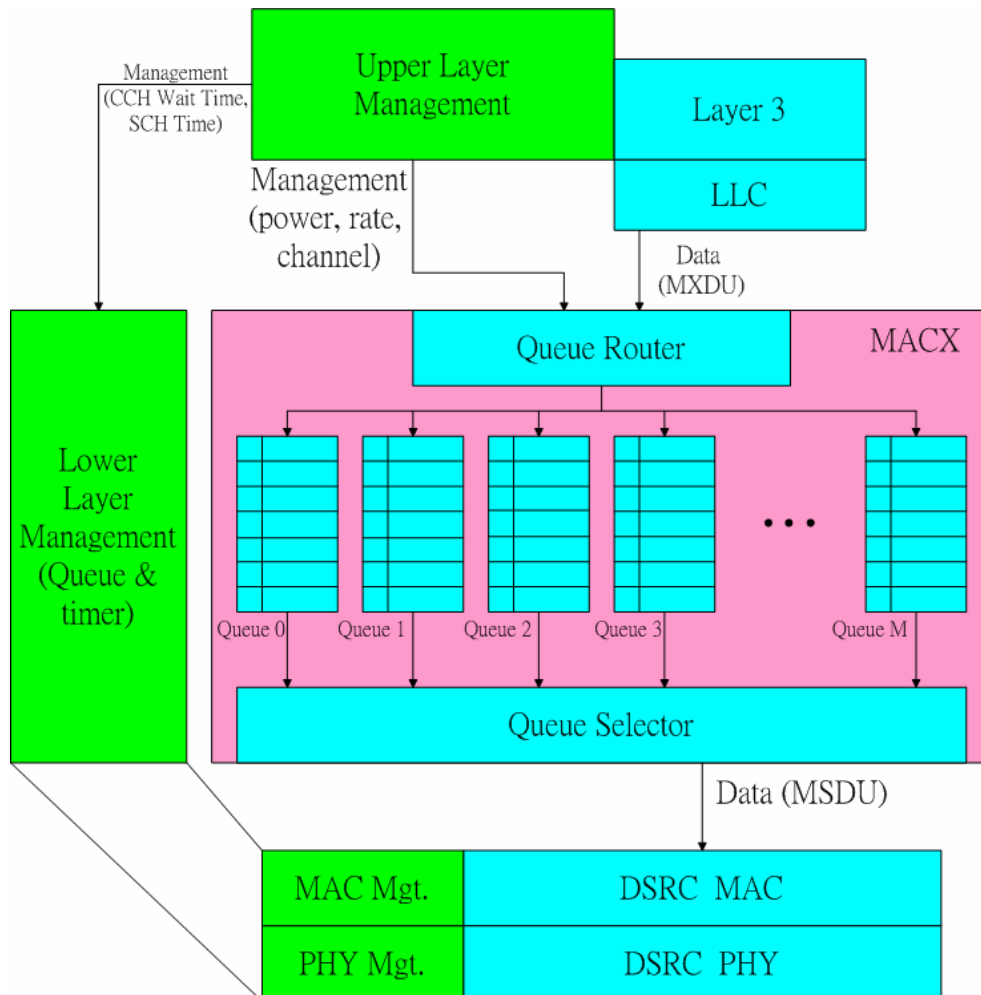 Upper Layer
Management
Management
(CCH Wait Time,
SCH Time)
Layer 3
LLC
Management
(power, rate,
channel)
Data
(MXDU)
Queue Router
MACX
Lower
Layer
Management
(Queue &
timer)
Queue 0
Queue 1
Queue 2
Queue 3
Queue M
Queue Selector
Data (MSDU)
MAC Mgt.
DSRC MAC
PHY Mgt.
DSRC PHY